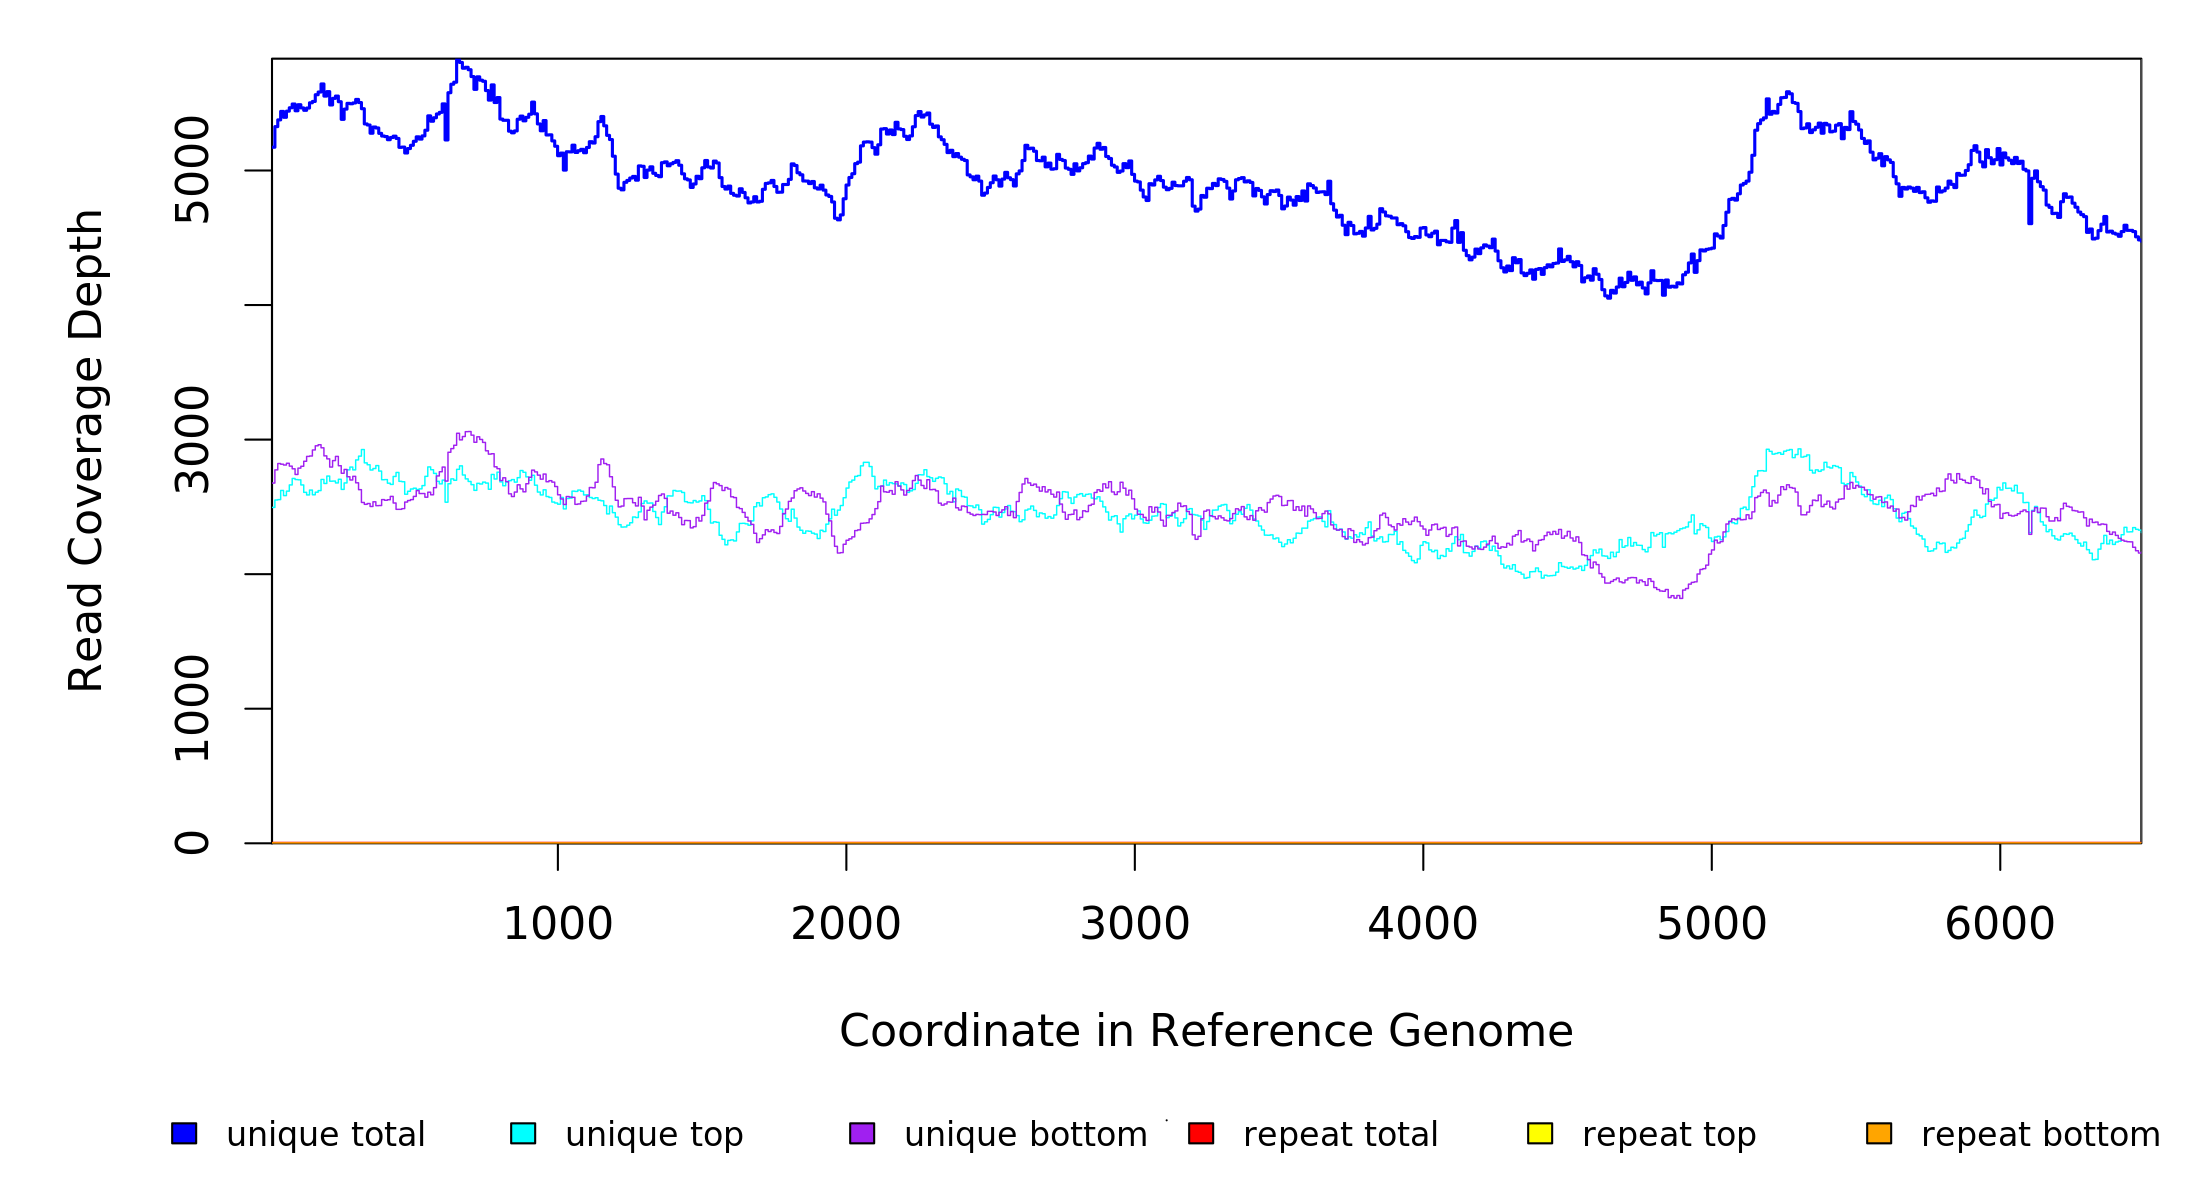 Read Coverage Depth
5000
3000
1000
0
1000 2000 3000 4000 5000 6000
Coordinate in Reference Genome
unique total unique top unique bottom repeat total repeat top repeat bottom